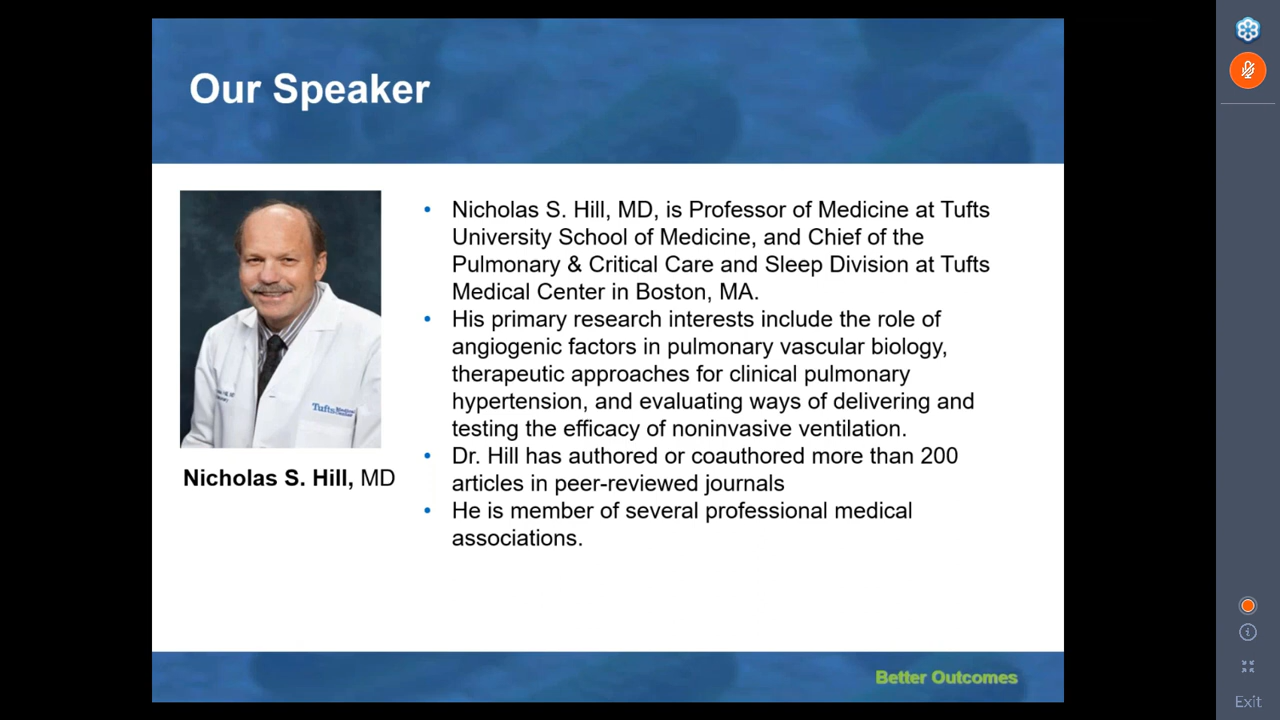 Our Speaker
Nicholas S. Hill, MD
• Nicholas S. Hill, MD, is Professor of Medicine at Tufts
University School of Medicine, and Chief of the
Pulmonary & Critical Care and Sleep Division at Tufts
Medical Center in Boston, MA.
• His primary research interests include the role of
angiogenic factors in pulmonary vascular biology,
therapeutic approaches for clinical pulmonary
hypertension, and evaluating ways of delivering and
testing the efficacy of noninvasive ventilation.
• Dr. Hill has authored or coauthored more than 200
articles in peer-reviewed journals
• He is member of several professional medical
associations.
Tufts Medical
Center
Better Outcomes
Exit